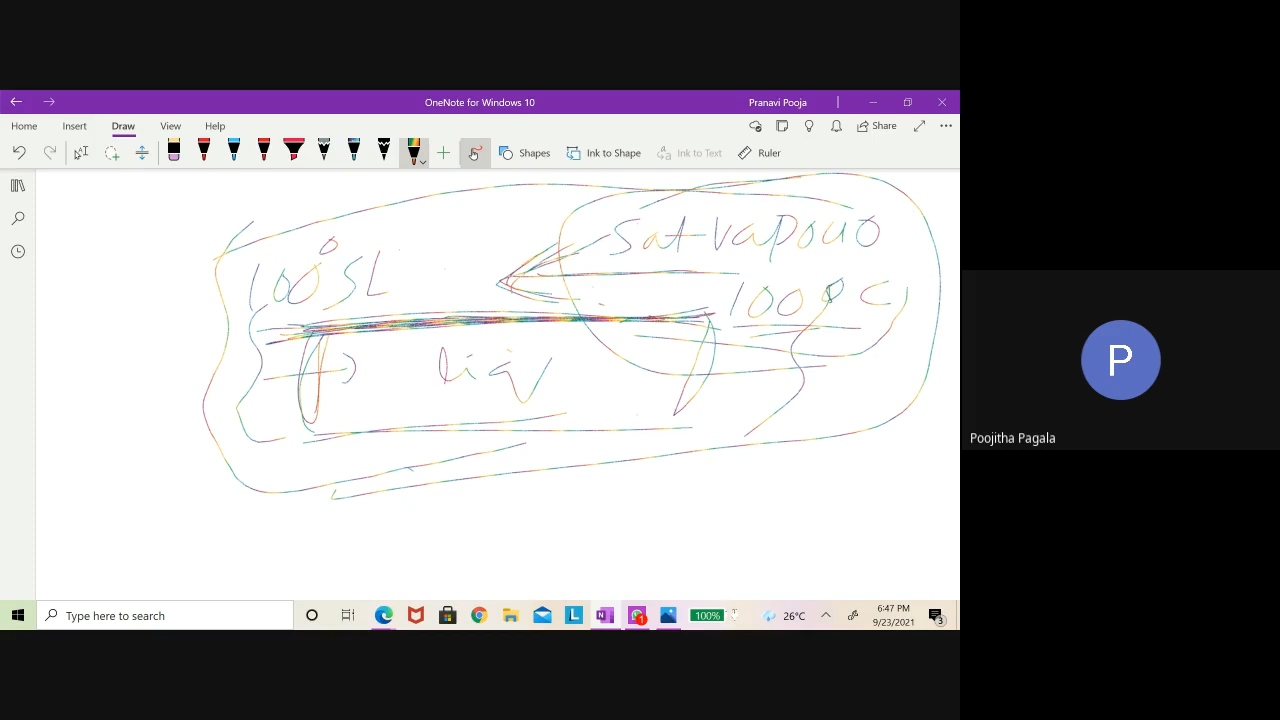 OneNote for Windows 10
Pranavi Pooja
Home Insert Draw View Help
Share
Shapes Ink to Shape Ink to Text Ruler
Sat vapour
100° SL
100° C
liq
P
Poojitha Pagala
Type here to search
100%
26°C
6:47 PM
9/23/2021